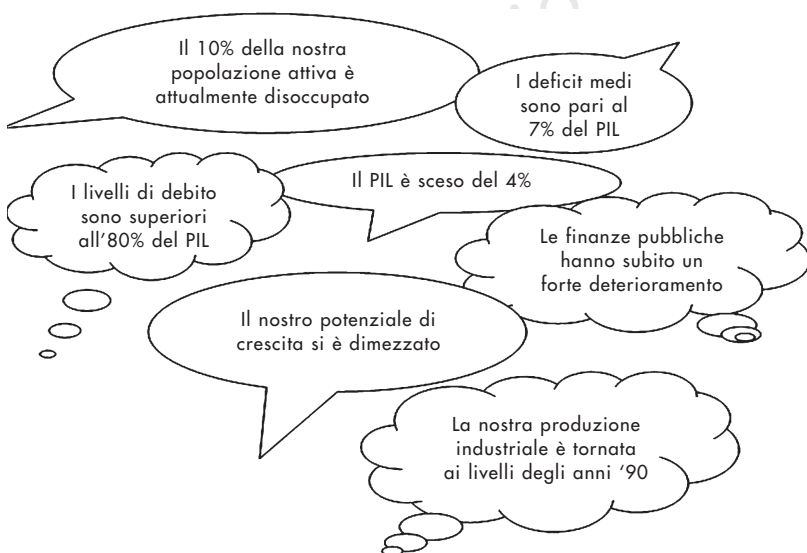 Il 10% della nostra
popolazione attiva è
attualmente disoccupato
I deficit medi
sono pari al
7% del PIL
I livelli di debito
sono superiori
all'80% del PIL
Il PIL è sceso del 4%
Le finanze pubbliche
hanno subito un
forte deterioramento
Il nostro potenziale di
crescita si è dimezzato
La nostra produzione
industriale è tornata
ai livelli degli anni '90